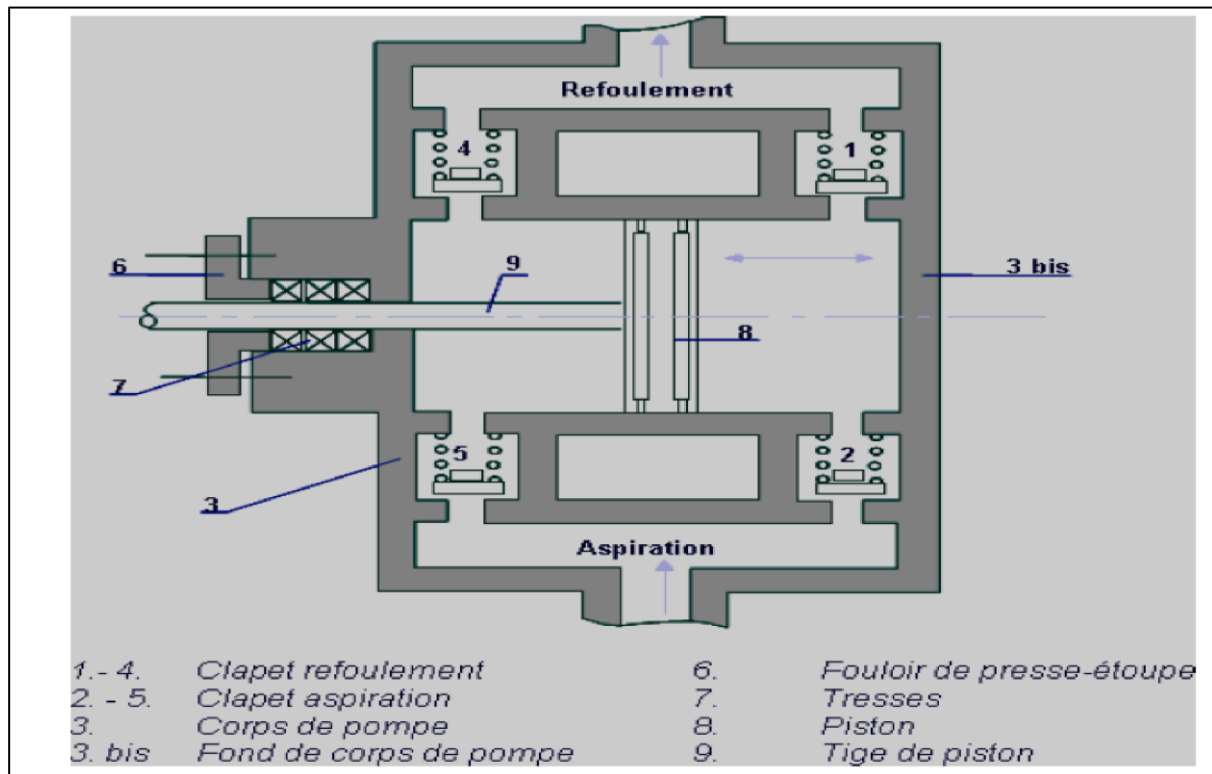 Refoulement
4
1
6
9
3 bis
8
7
5
2
3
Aspiration
1.- 4. Clapet refoulement
2. - 5. Clapet aspiration
3. Corps de pompe
3. bis Fond de corps de pompe
6. Fouloir de presse-étoupe
7. Tresses
8. Piston
9. Tige de piston